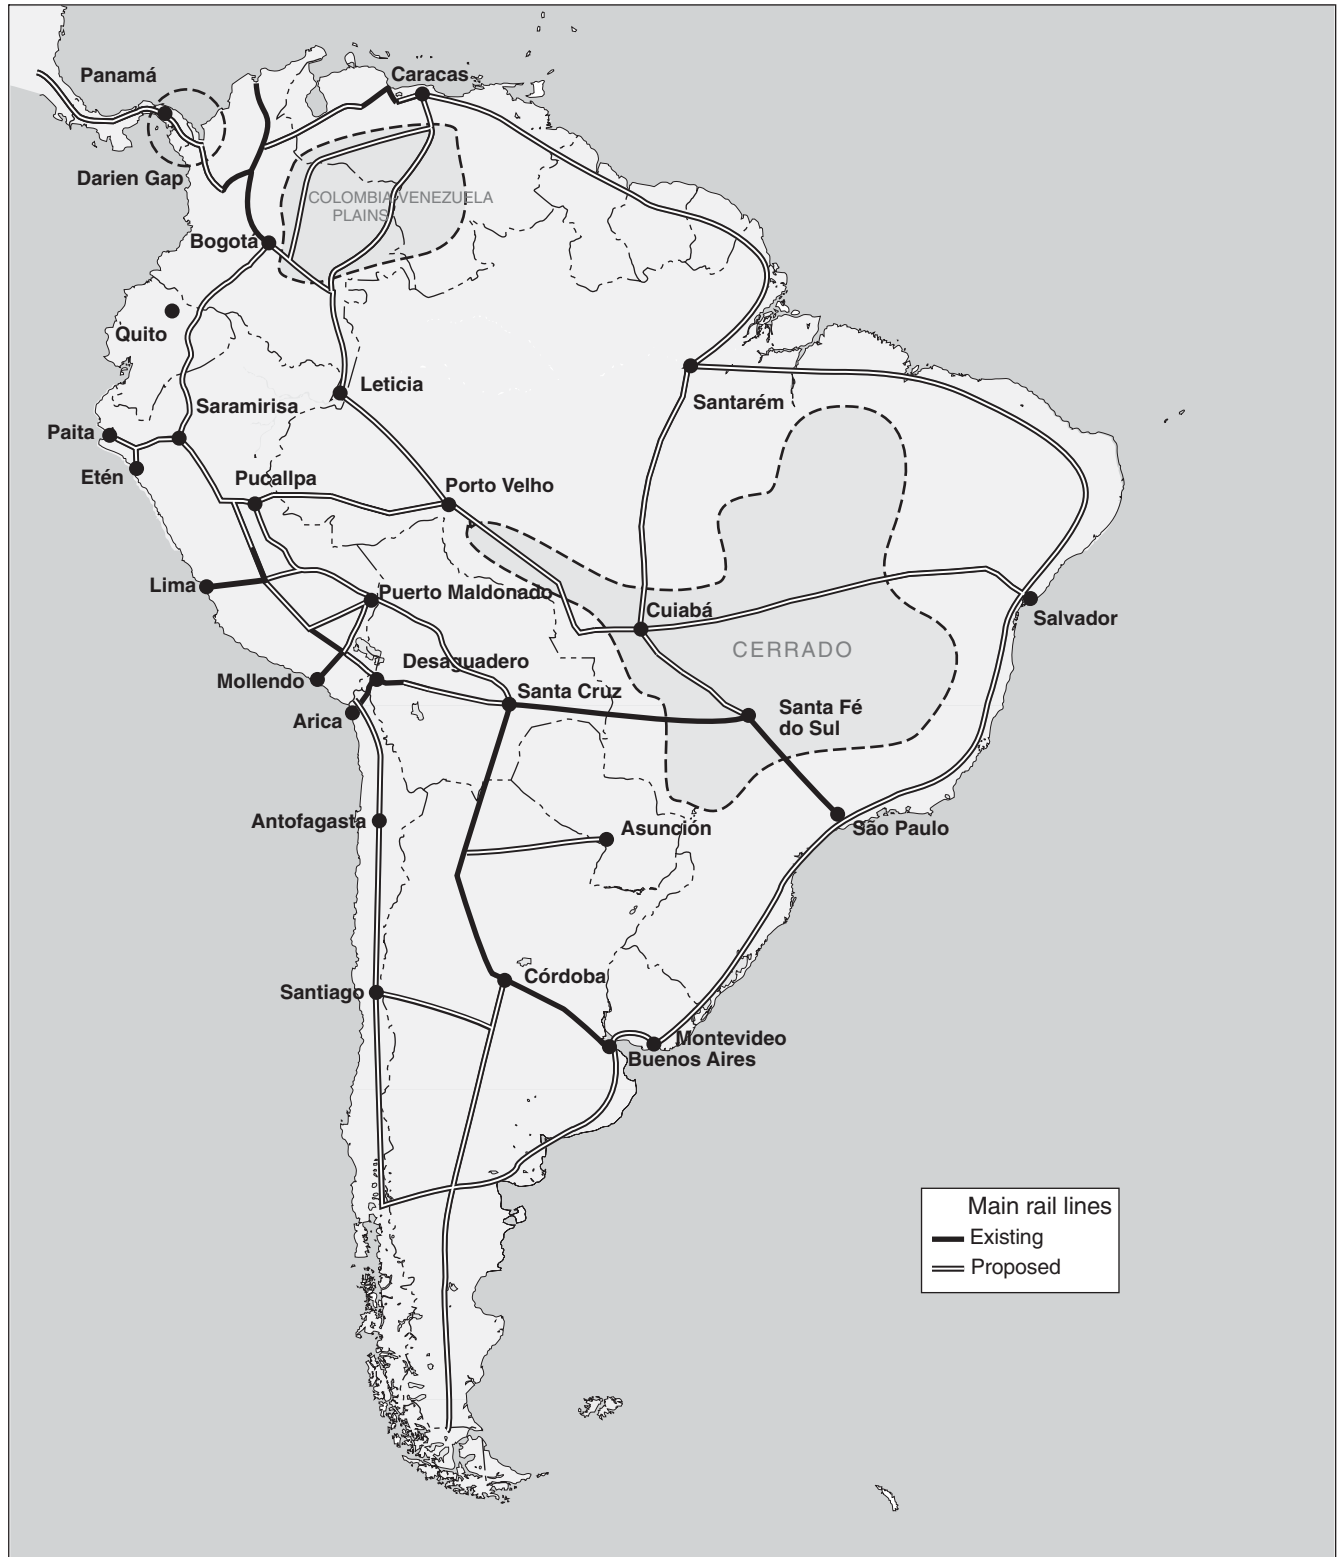 Panamá
Caracas
Darien Gap
COLOMBIA-VENEZUELA
PLAINS
Bogotá
Quito
Leticia
Santarém
Saramirisa
Paita
Etén
Pucallpa
Porto Velho
Lima
Puerto Maldonado
Cuiabá
Salvador
CERRADO
Desaguadero
Mollendo
Santa Cruz
Arica
Santa Fé
do Sul
Antofagasta
Asunción
São Paulo
Córdoba
Santiago
Montevideo
Buenos Aires
Main rail lines
Existing
Proposed